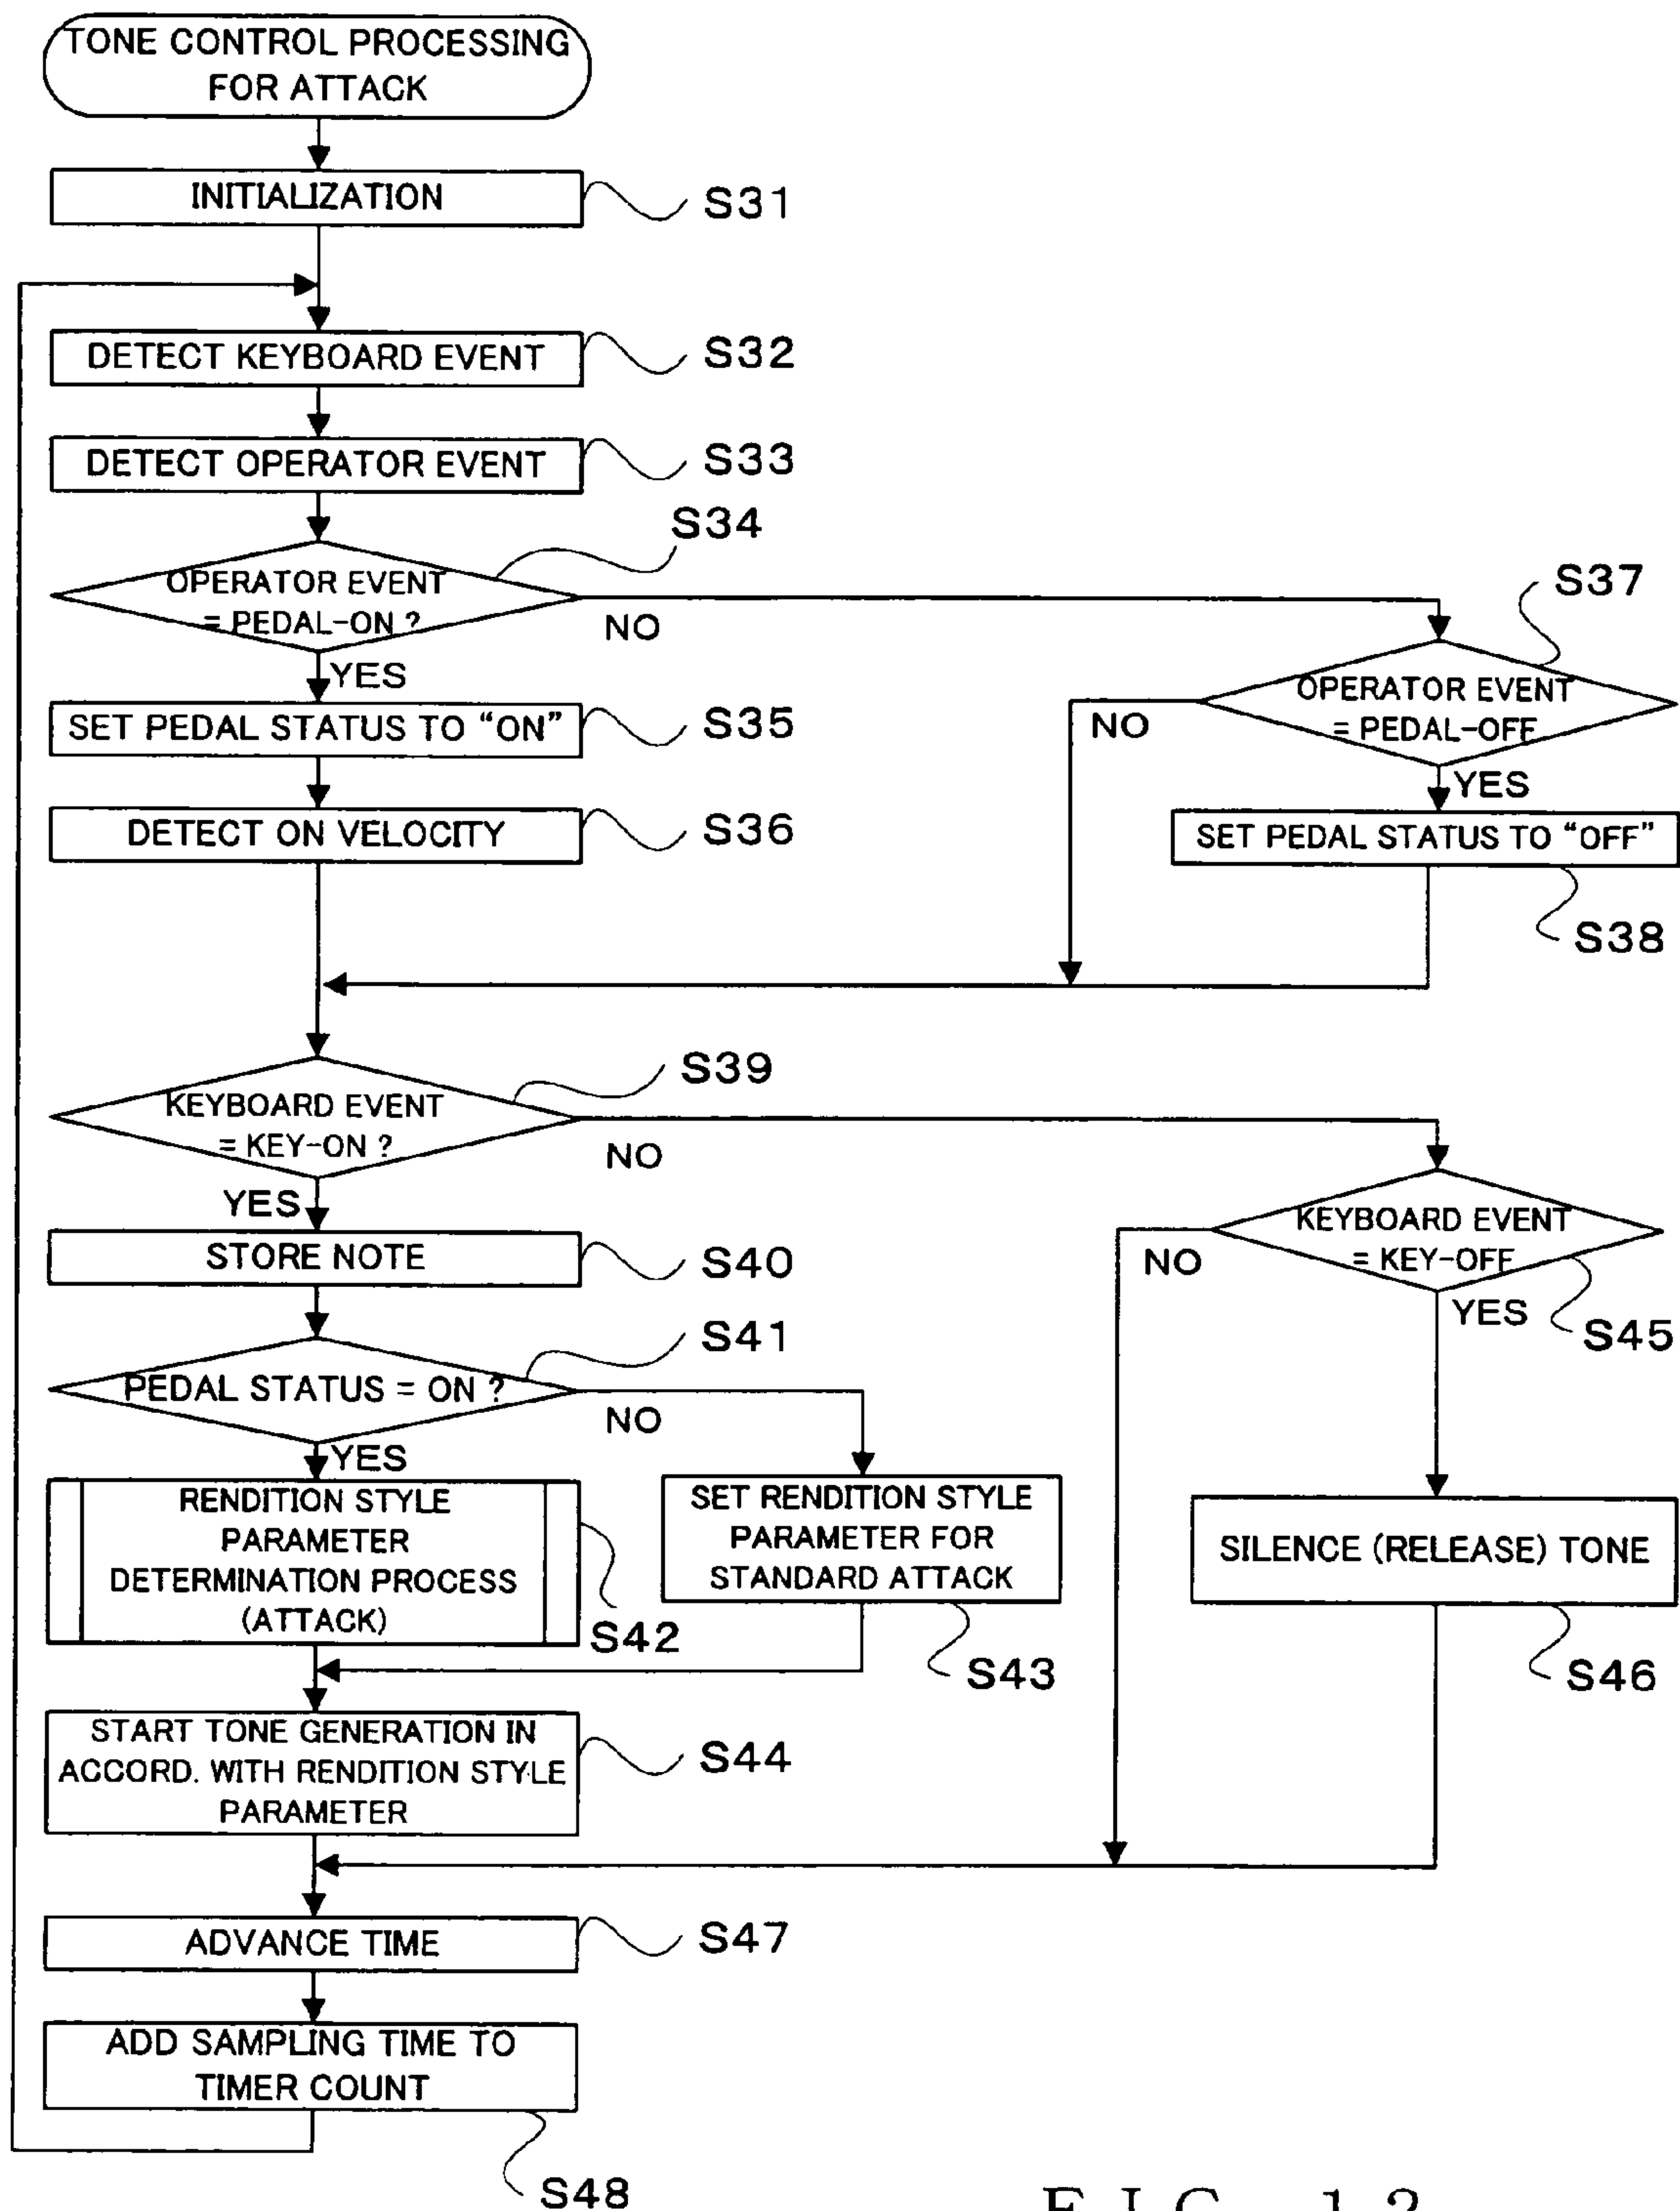 TONE CONTROL PROCESSING
FOR ATTACK
INITIALIZATION
S31
DETECT KEYBOARD EVENT
S32
DETECT OPERATOR EVENT
S33
S34
OPERATOR EVENT
= PEDAL-ON ?
NO
YES
S37
OPERATOR EVENT
= PEDAL-OFF
NO
YES
SET PEDAL STATUS TO “ON”
S35
DETECT ON VELOCITY
S36
SET PEDAL STATUS TO “OFF”
S38
S39
KEYBOARD EVENT
= KEY-ON ?
NO
YES
KEYBOARD EVENT
= KEY-OFF
NO
YES
S45
STORE NOTE
S40
S41
PEDAL STATUS = ON ?
NO
YES
RENDITION STYLE
PARAMETER
DETERMINATION PROCESS
(ATTACK)
S42
SET RENDITION STYLE
PARAMETER FOR
STANDARD ATTACK
S43
SILENCE (RELEASE) TONE
S46
START TONE GENERATION IN
ACCORD. WITH RENDITION STYLE
PARAMETER
S44
ADVANCE TIME
S47
ADD SAMPLING TIME TO
TIMER COUNT
S48